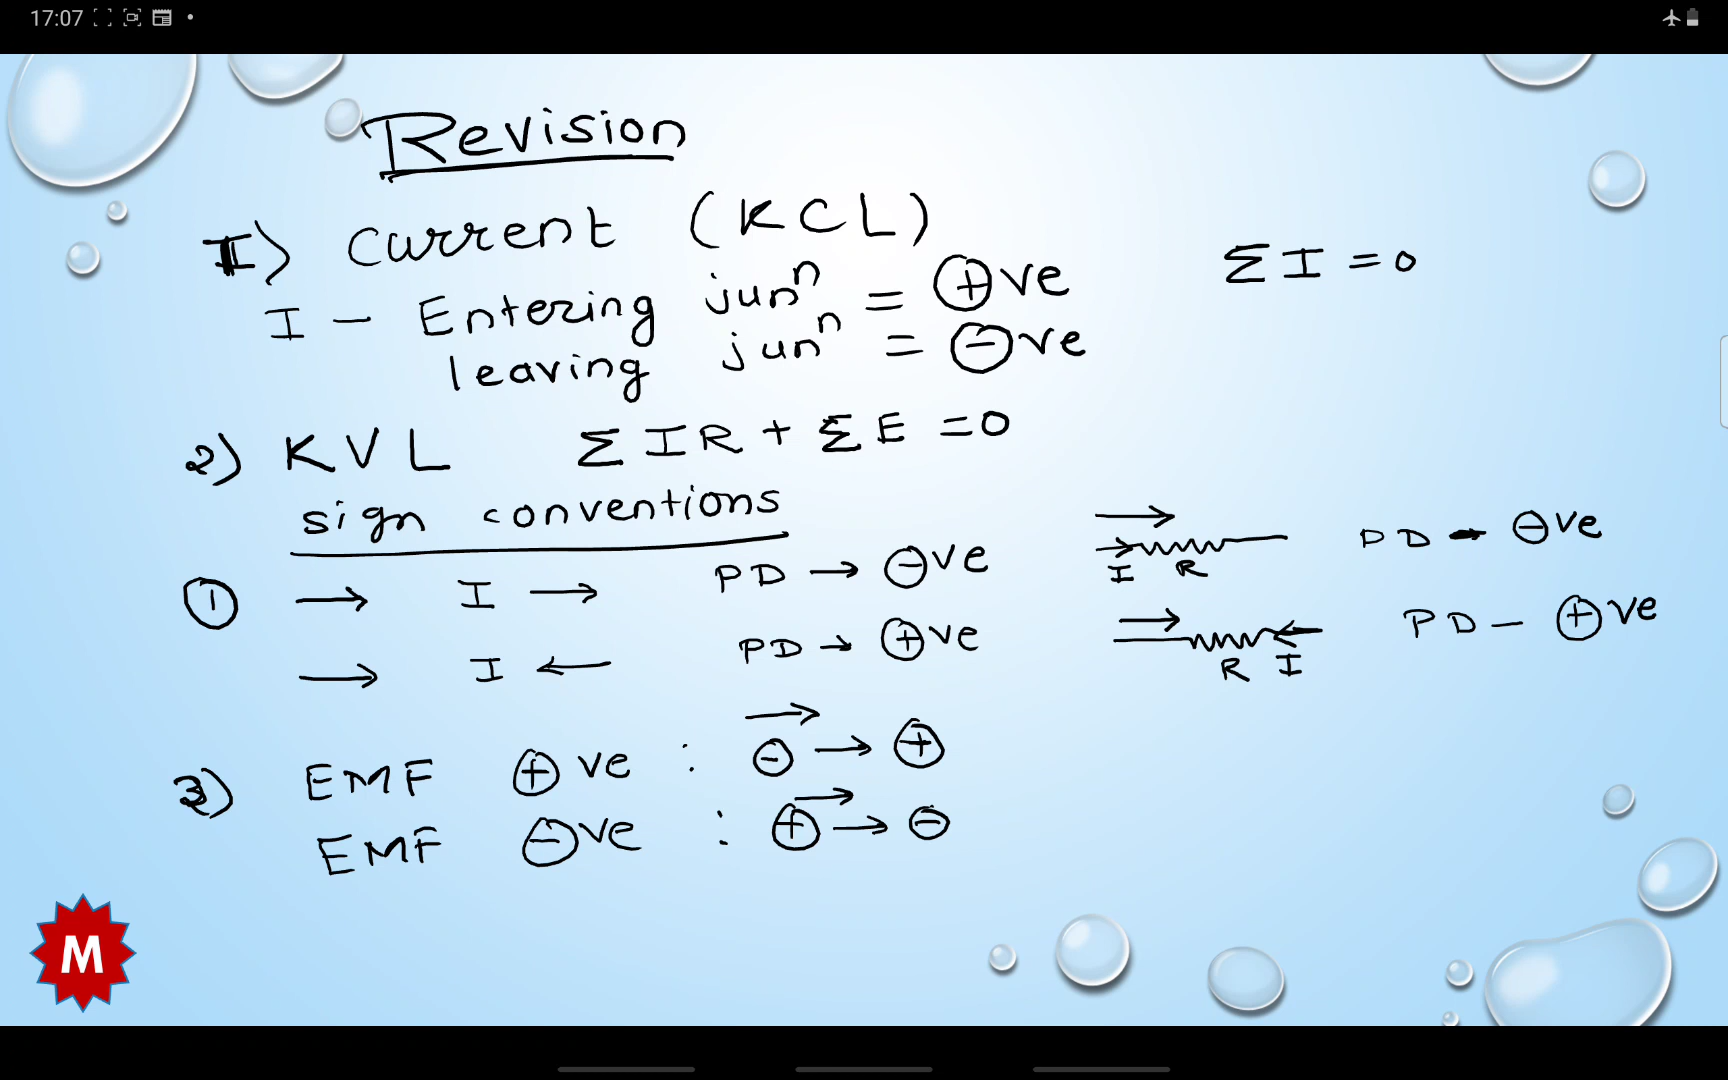 17:07
Revision
I) Current (KCL)
ΣI = 0
I - Entering junⁿ = ⊕ve
leaving junⁿ = ⊖ve
2) KVL ΣIR + ΣE = 0
sign conventions
① → I → PD → ⊖ve
→ I ← PD → ⊕ve
I R PD - ⊖ve
R I PD - ⊕ve
3) EMF ⊕ve : ⊖ → ⊕
EMF ⊖ve : ⊕ → ⊖
M